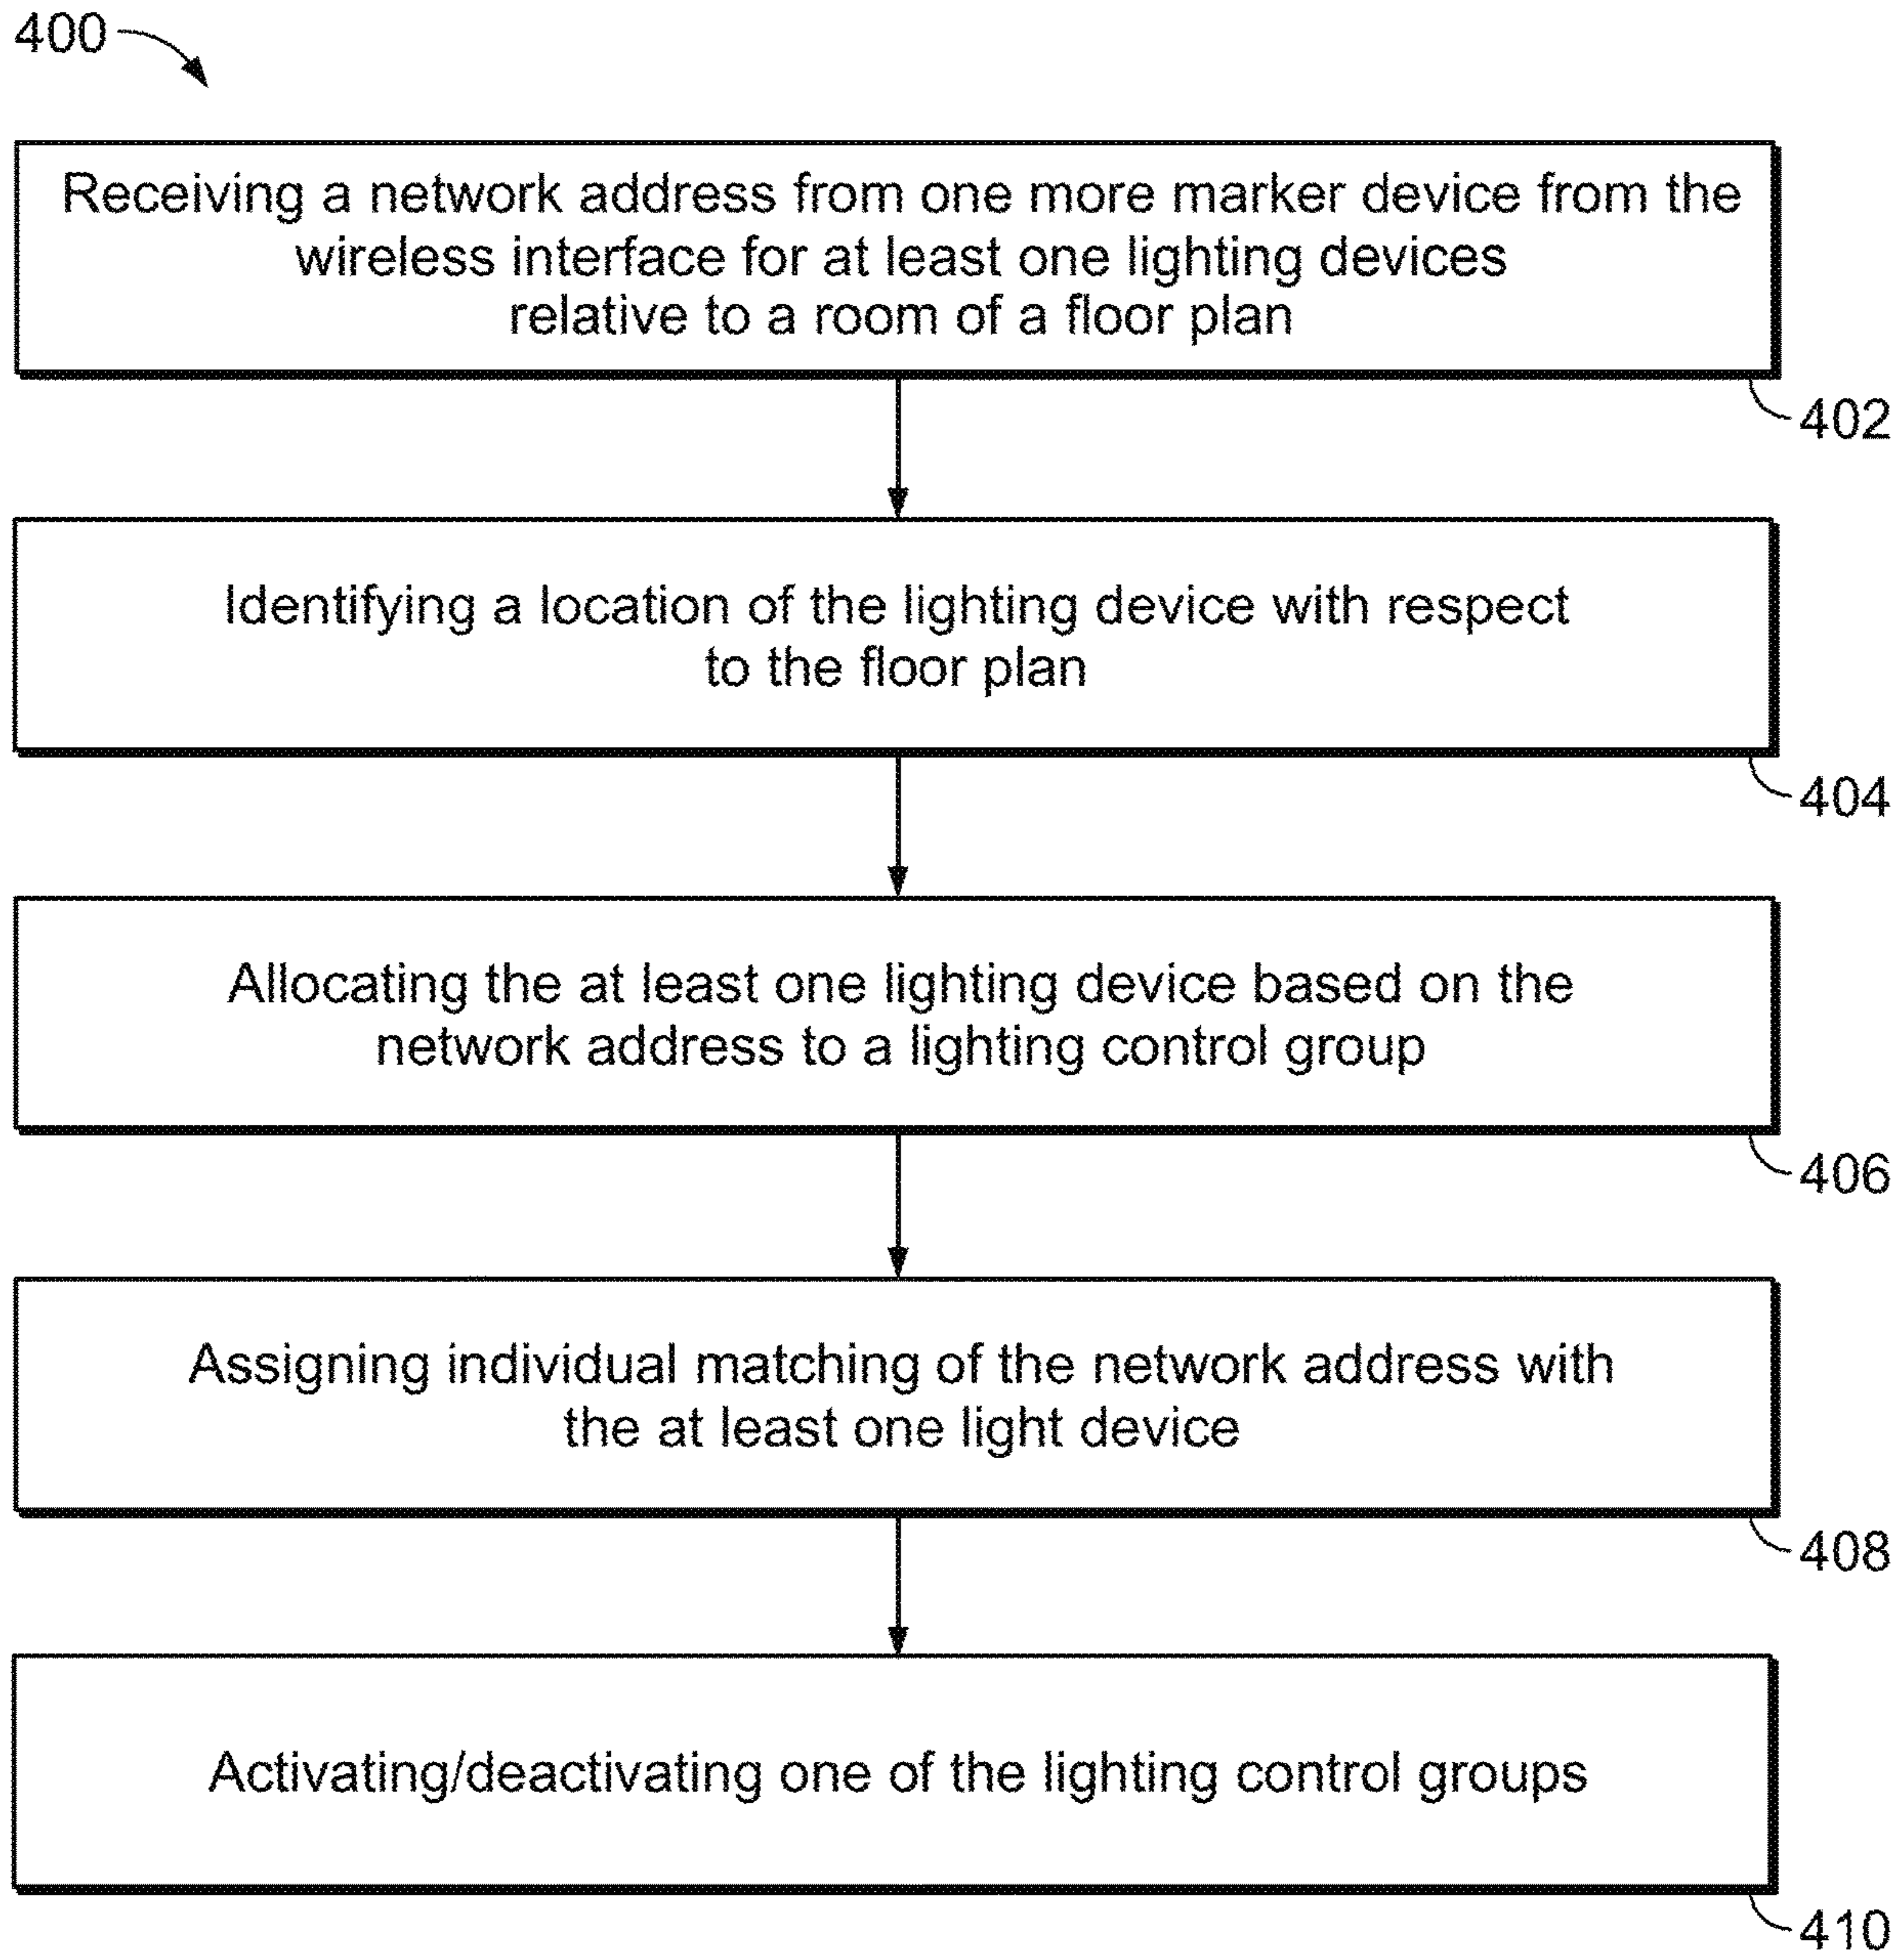 400
Receiving a network address from one more marker device from the
wireless interface for at least one lighting devices
relative to a room of a floor plan
402
Identifying a location of the lighting device with respect
to the floor plan
404
Allocating the at least one lighting device based on the
network address to a lighting control group
406
Assigning individual matching of the network address with
the at least one light device
408
Activating/deactivating one of the lighting control groups
410